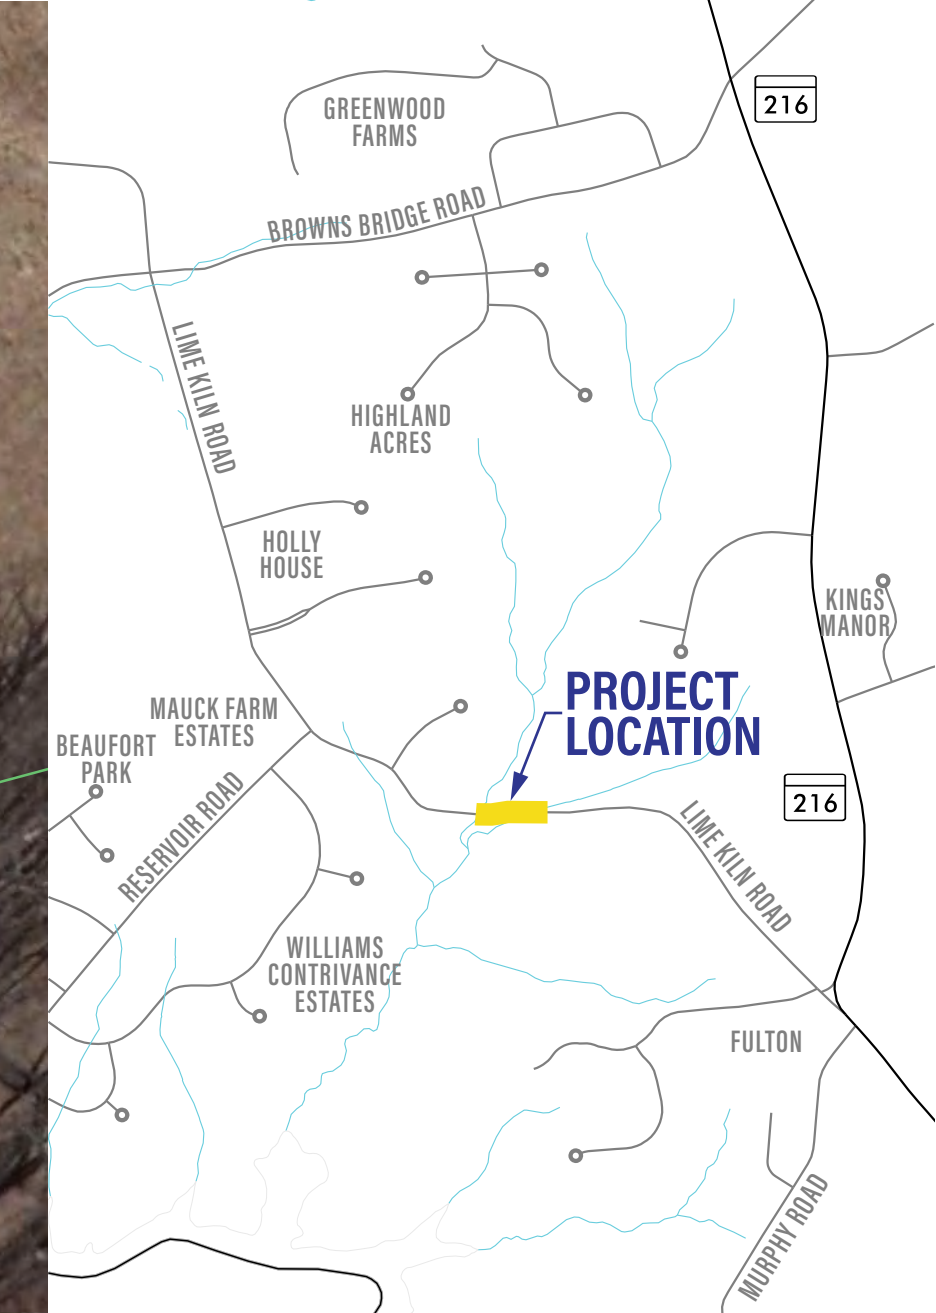 216
GREENWOOD
FARMS
BROWNS BRIDGE ROAD
LIME KILN ROAD
HIGHLAND
ACRES
HOLLY
HOUSE
KINGS
MANOR
PROJECT
LOCATION
MAUCK FARM
ESTATES
BEAUFORT
PARK
RESERVOIR ROAD
216
LIME KILN ROAD
WILLIAMS
CONTRIVANCE
ESTATES
FULTON
MURPHY ROAD